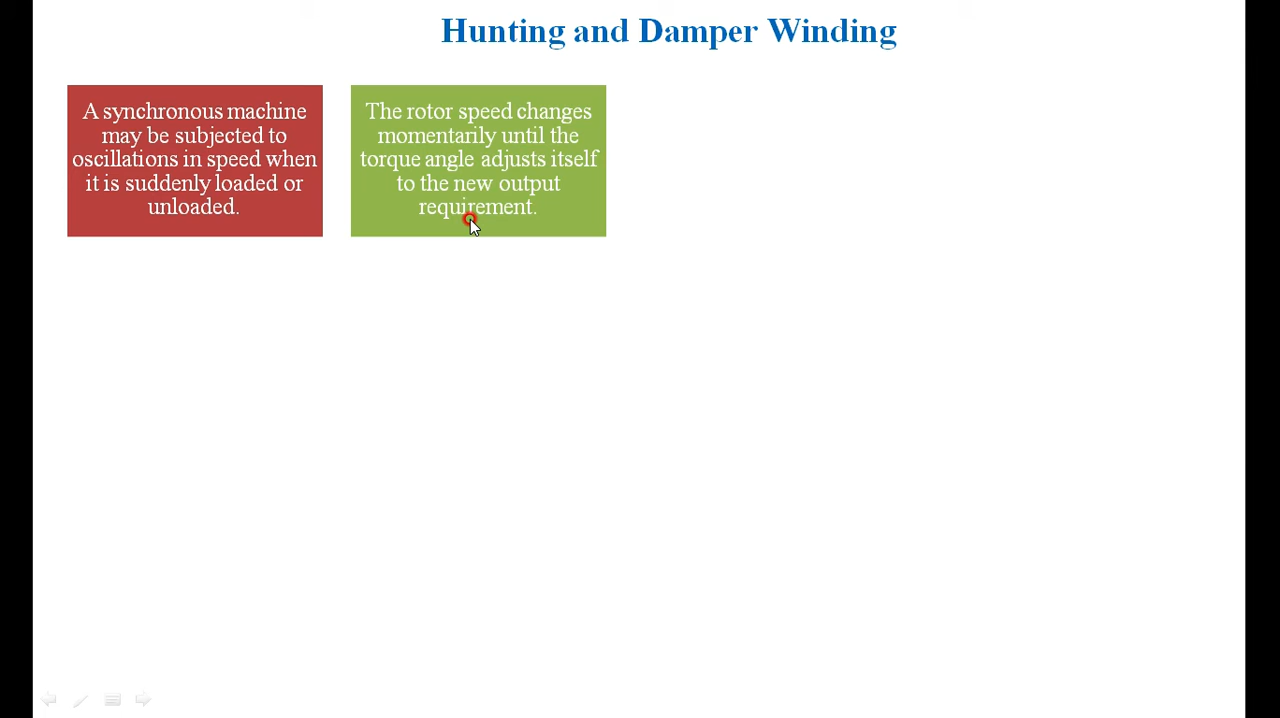 Hunting and Damper Winding
A synchronous machine
may be subjected to
oscillations in speed when
it is suddenly loaded or
unloaded.
The rotor speed changes
momentarily until the
torque angle adjusts itself
to the new output
requirement.